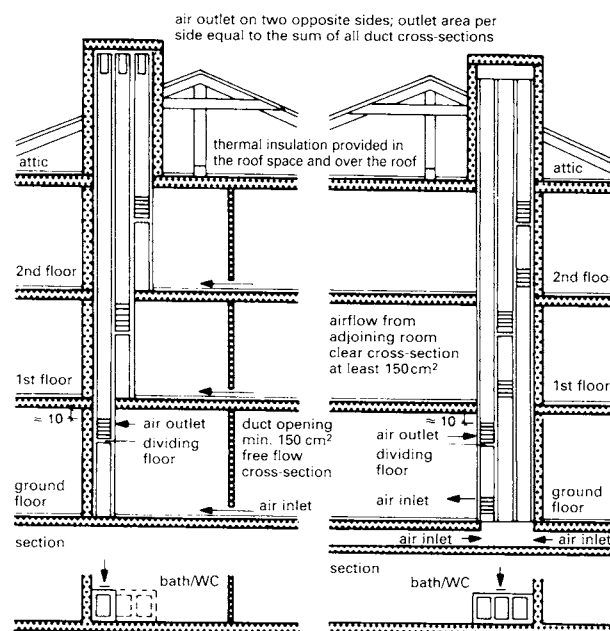 air outlet on two opposite sides; outlet area per
side equal to the sum of all duct cross-sections
thermal insulation provided in
the roof space and over the roof
attic
2nd floor
1st floor
≈ 10
air outlet
dividing
floor
duct opening
min. 150 cm²
free flow
cross-section
ground
floor
air inlet
section
bath/WC
attic
2nd floor
airflow from
adjoining room
clear cross-section
at least 150cm²
1st floor
≈ 10
air outlet
dividing
floor
air inlet
ground
floor
air inlet
air inlet
section
bath/WC